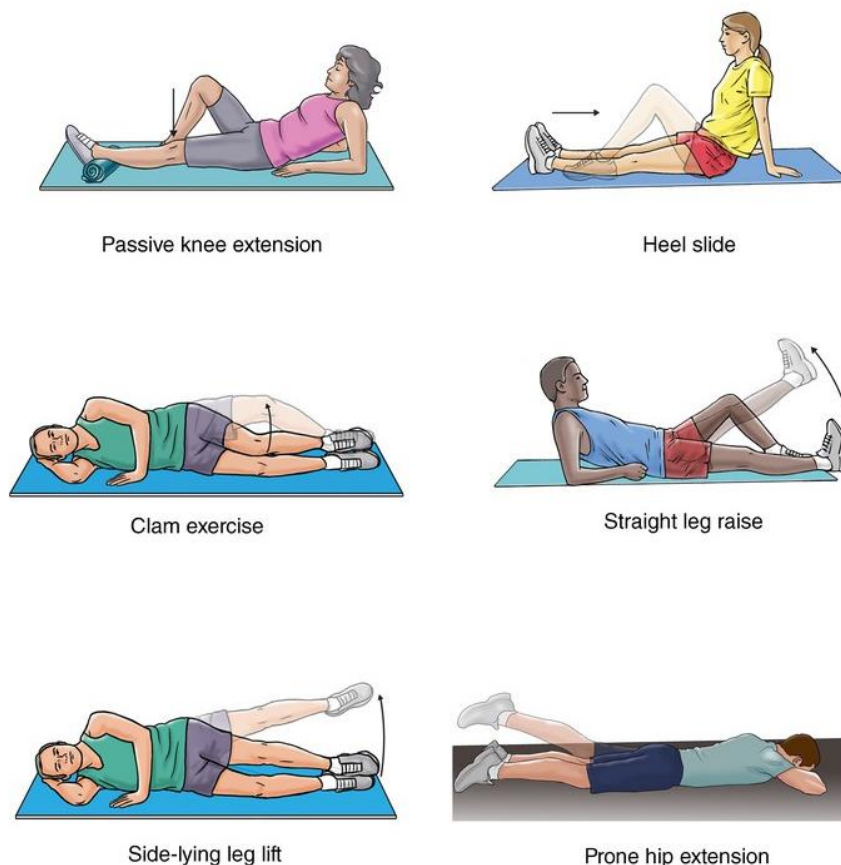 Passive knee extension
Heel slide
Clam exercise
Straight leg raise
Side-lying leg lift
Prone hip extension